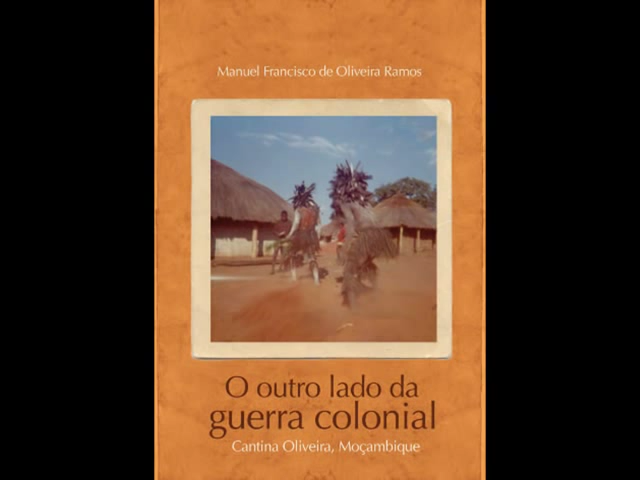 Manuel Francisco de Oliveira Ramos
O outro lado da
guerra colonial
Cantina Oliveira, Moçambique